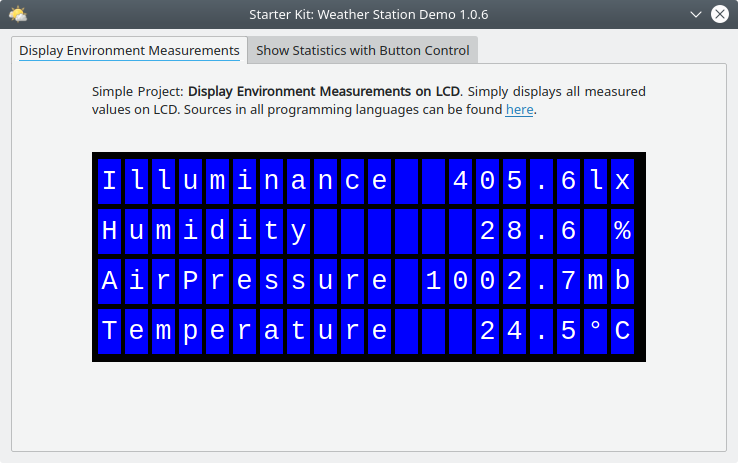 Starter Kit: Weather Station Demo 1.0.6
Display Environment Measurements Show Statistics with Button Control
Simple Project: Display Environment Measurements on LCD. Simply displays all measured
values on LCD. Sources in all programming languages can be found here.
Illuminance  405.6lx
Humidity      28.6 %
AirPressure 1002.7mb
Temperature   24.5°C